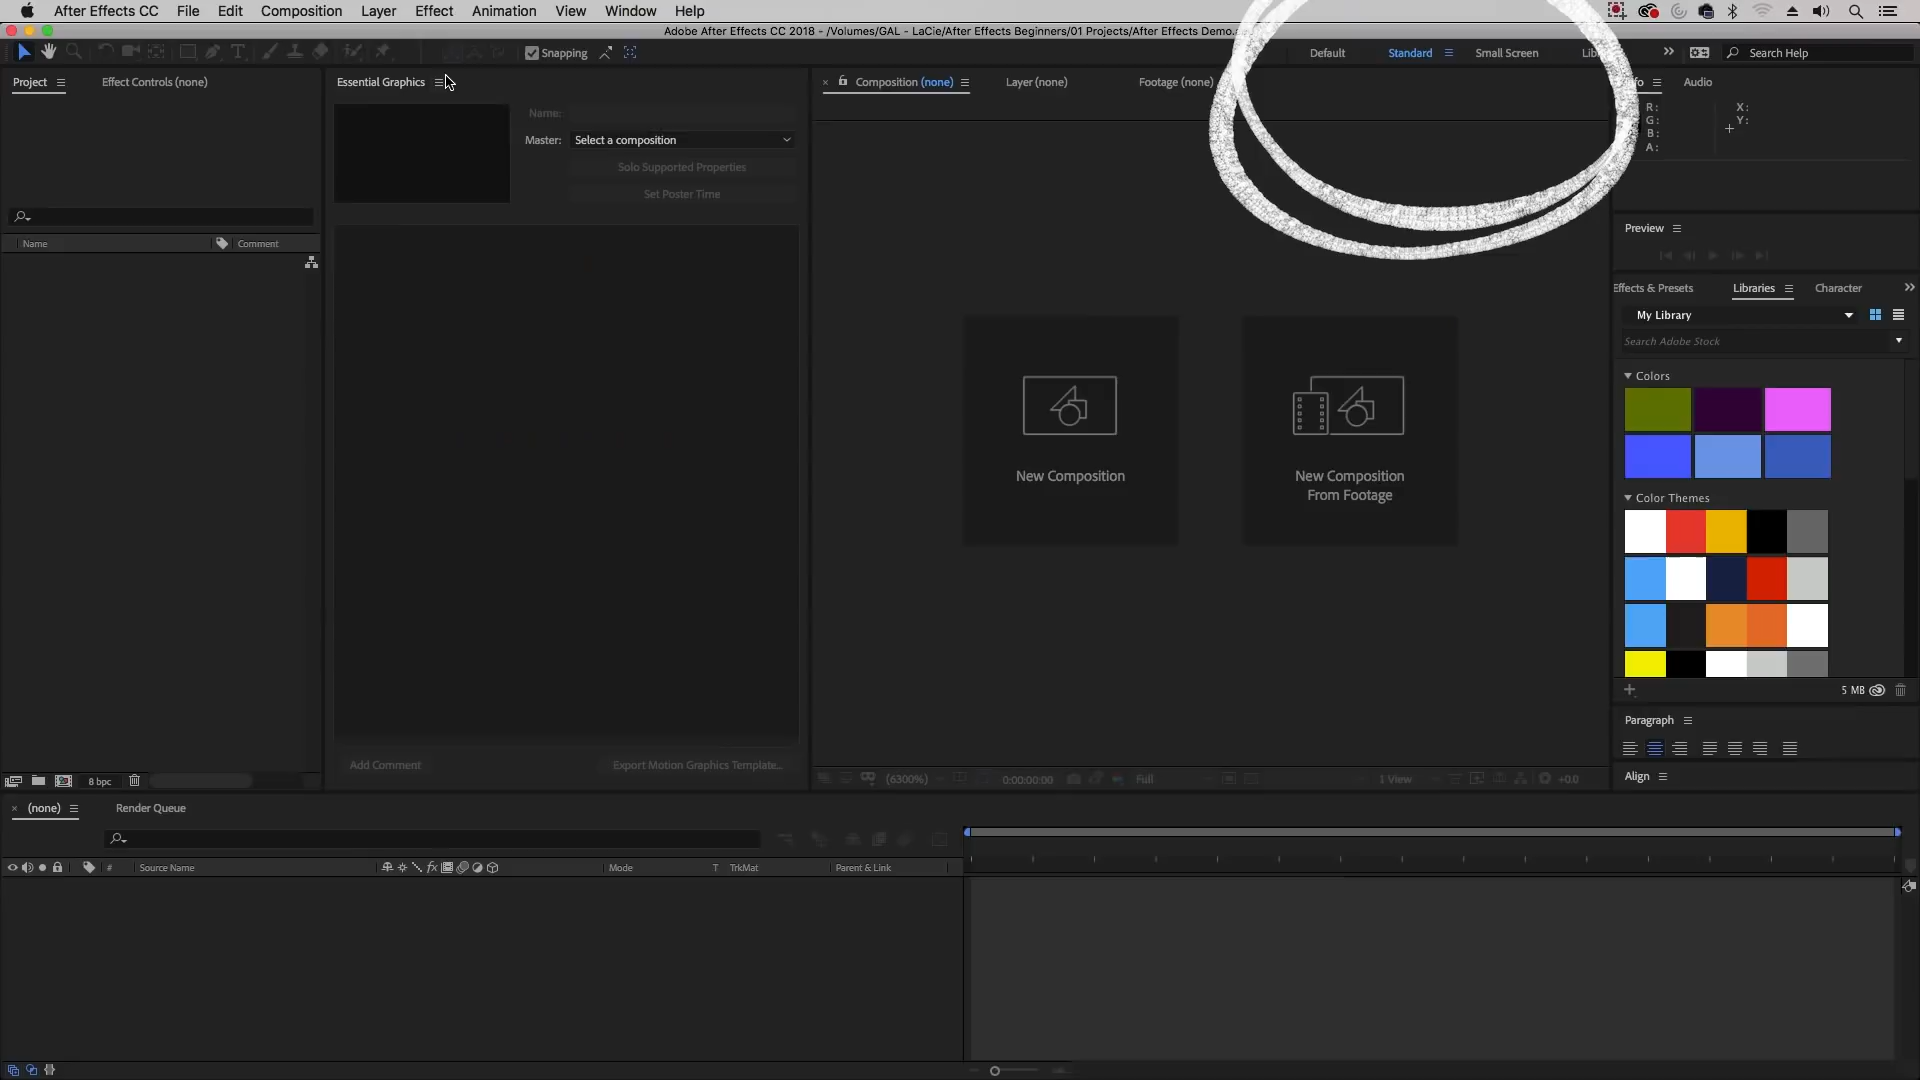 After Effects CC File Edit Composition Layer Effect Animation View Window Help
Adobe After Effects CC 2018 - /Volumes/GAL - LaCie/After Effects Beginners/01 Projects/After Effects Demo.
Snapping Default Standard Small Screen Search Help
Project Effect Controls (none) Essential Graphics Composition (none) Layer (none) Footage (none) Audio
Name:
Master: Select a composition
Solo Supported Properties
Set Poster Time
R: X:
G: Y:
B:
A:
Preview
Name Comment
Effects & Presets Libraries Character
My Library
Search Adobe Stock
Colors
New Composition
New Composition
From Footage
Color Themes
5 MB
Paragraph
Add Comment Export Motion Graphics Template...
Align
8 bpc
(6300%) 0:00:00:00 Full 1 View +0.0
(none) Render Queue
# Source Name fx Mode T TrkMat Parent & Link